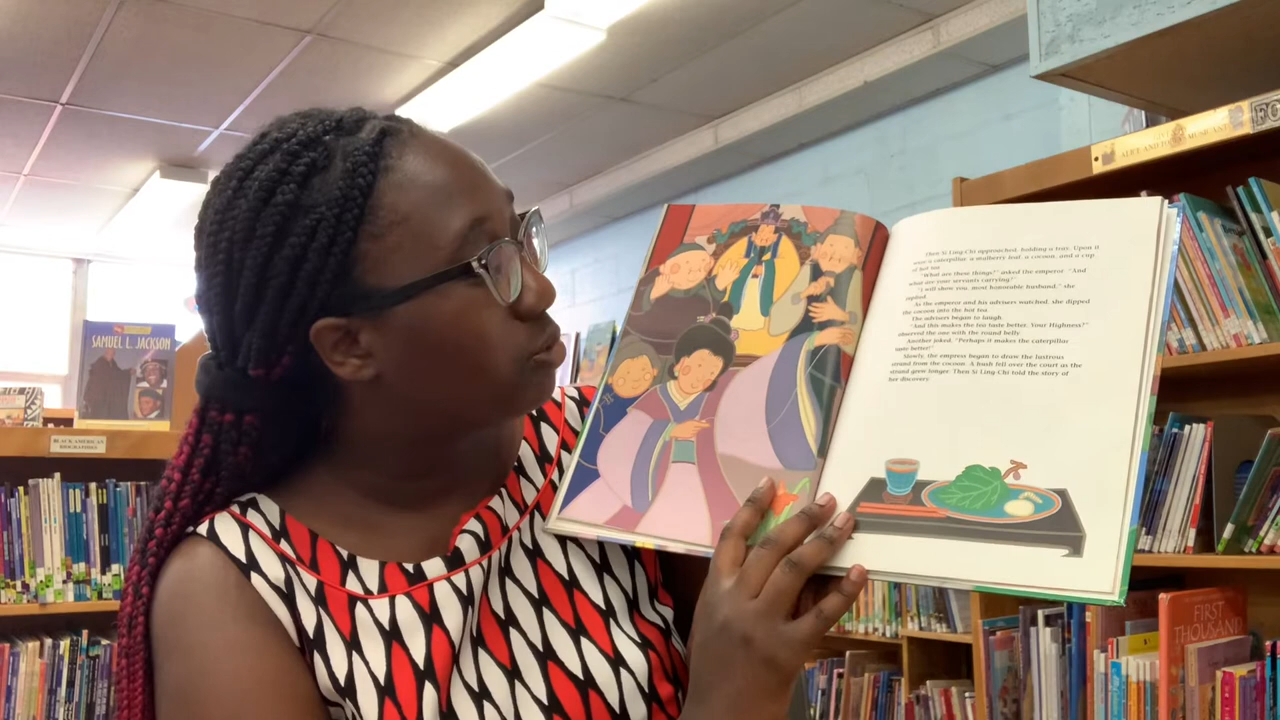 FO
ALICE AND
SAMUEL L. JACKSON
BLACK AMERICAN
BIOGRAPHIES
Then Si Ling-Chi approached, holding a tray. Upon it
were a caterpillar, a mulberry leaf, a cocoon, and a cup
of hot tea.
"What are these things?" asked the emperor. "And
what are your servants carrying?"
"I will show you, most honorable husband," she
replied.
As the emperor and his advisers watched, she dipped
the cocoon into the hot tea.
The advisers began to laugh.
"And this makes the tea taste better, Your Highness?"
observed the one with the round belly.
Another joked, "Perhaps it makes the caterpillar
taste better!"
Slowly, the empress began to draw the lustrous
strand from the cocoon. A hush fell over the court as the
strand grew longer. Then Si Ling-Chi told the story of
her discovery.
FIRST
THOUSAND